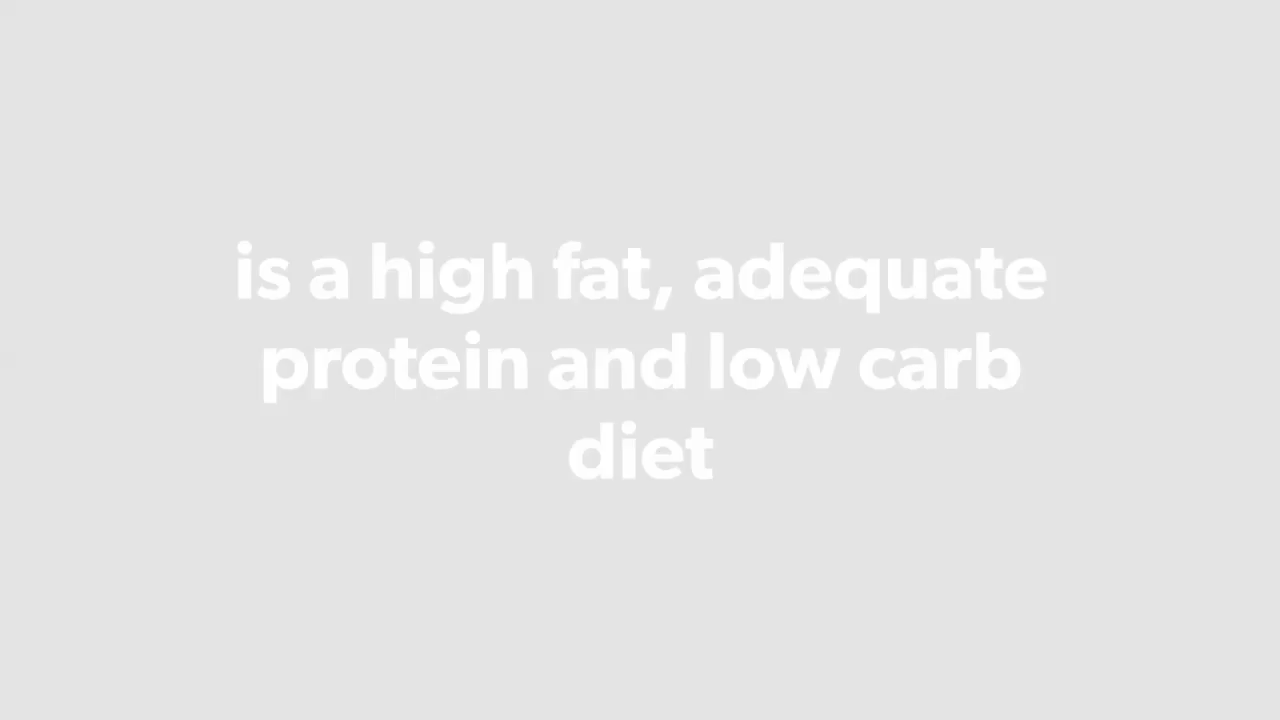 is a high fat, adequate
protein and low carb
diet